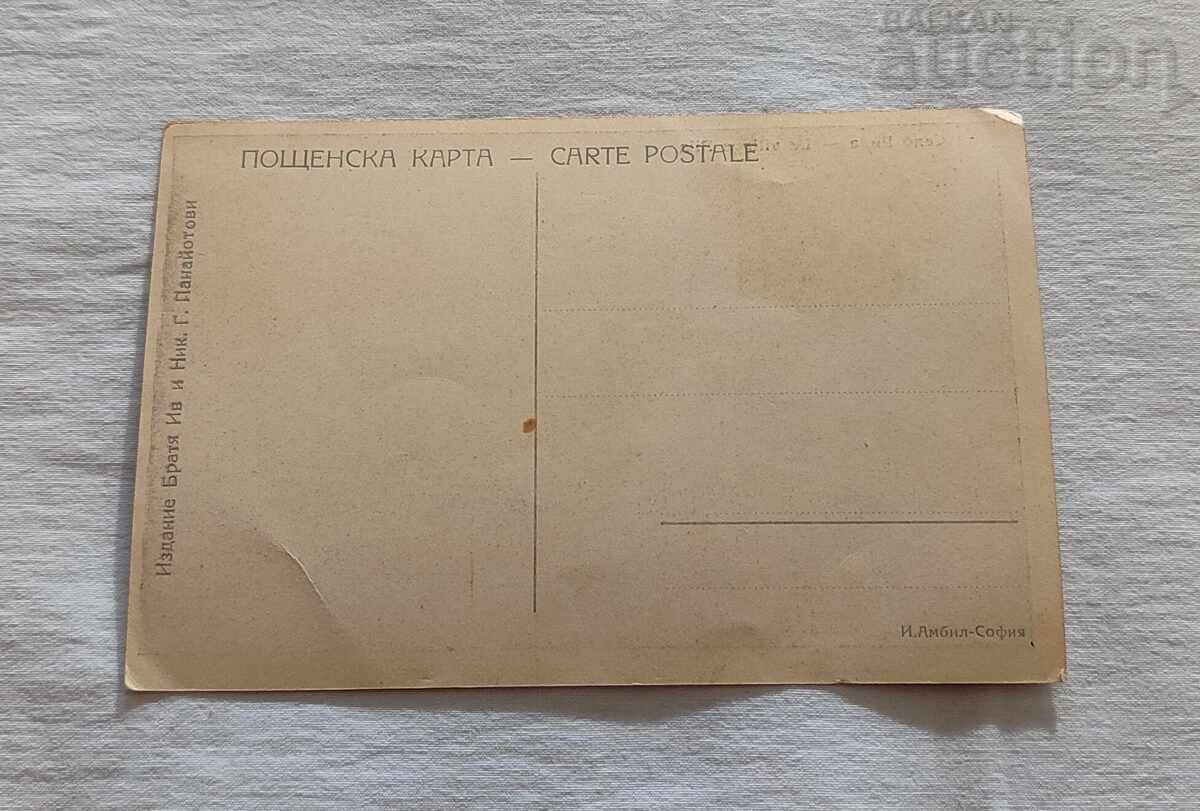 BALKAN
auction
ПОЩЕНСКА КАРТА — CARTE POSTALE
Издание Братя Ив и Ник. Г. Панайотови
И.Амбил-София